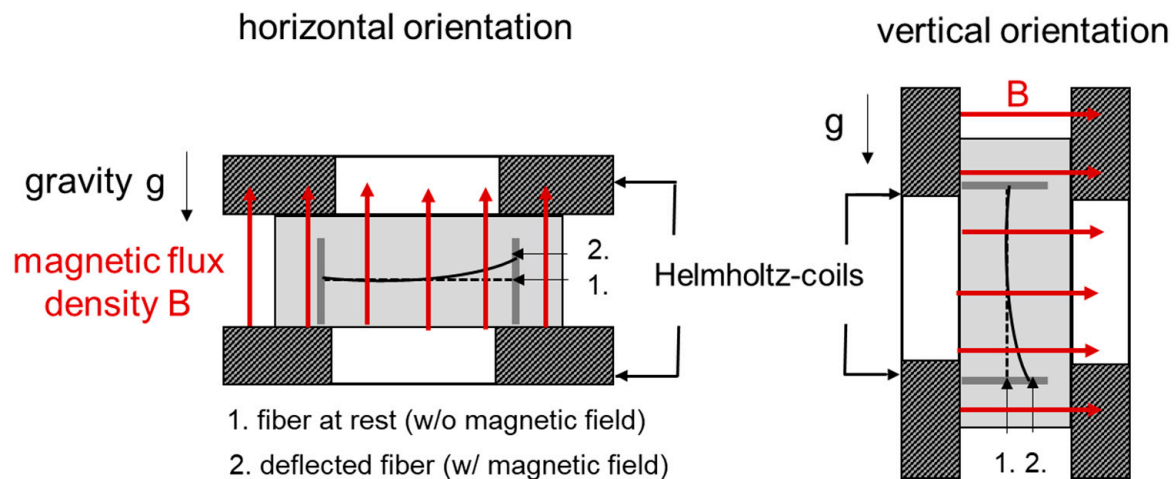 horizontal orientation
vertical orientation
gravity g
magnetic flux
density B
2.
1.
Helmholtz-coils
g
B
1. 2.
1. fiber at rest (w/o magnetic field)
2. deflected fiber (w/ magnetic field)